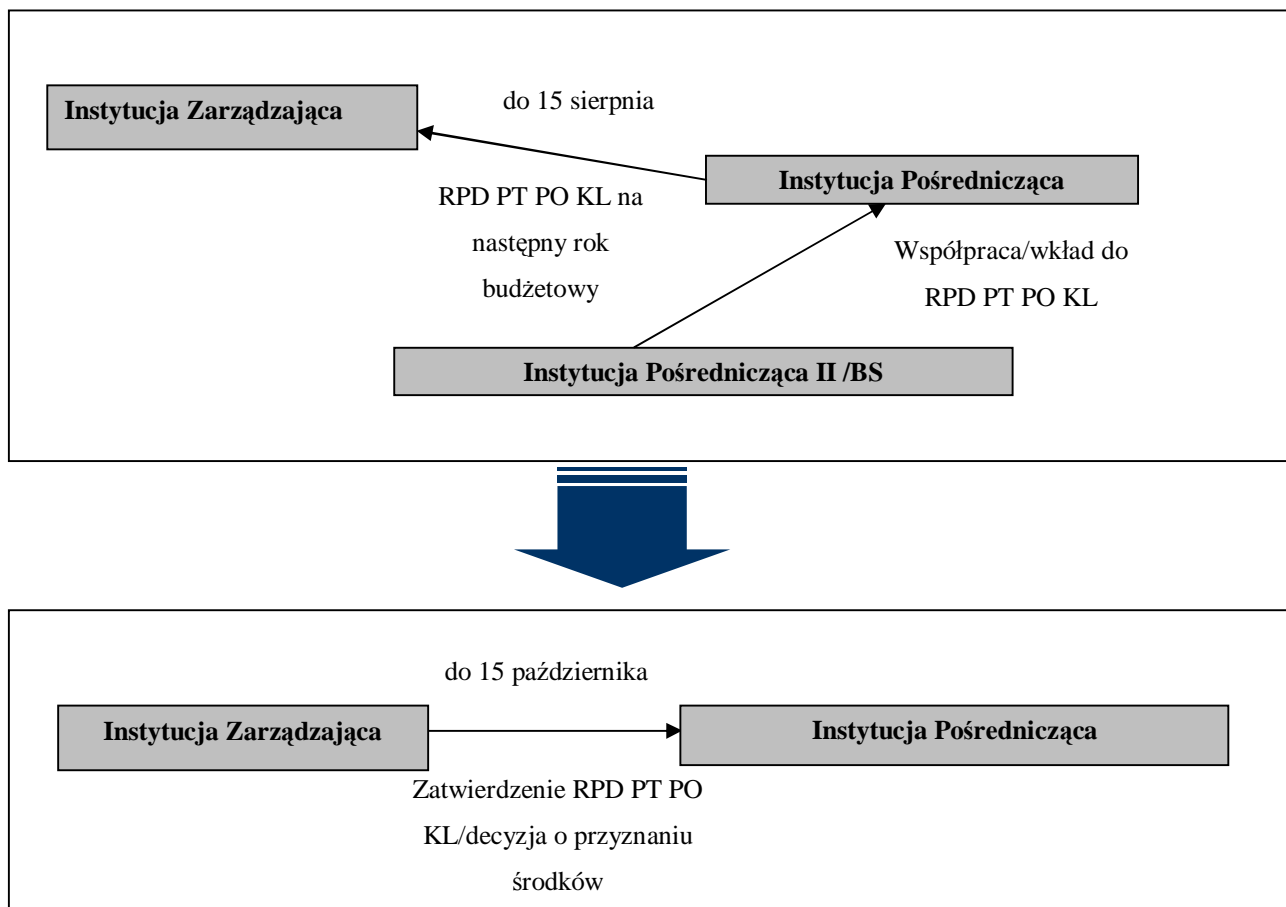 do 15 sierpnia
Instytucja Zarządzająca
Instytucja Pośrednicząca
RPD PT PO KL na
następny rok
budżetowy
Współpraca/wkład do
RPD PT PO KL
Instytucja Pośrednicząca II /BS
do 15 października
Instytucja Zarządzająca
Instytucja Pośrednicząca
Zatwierdzenie RPD PT PO
KL/decyzja o przyznaniu
środków